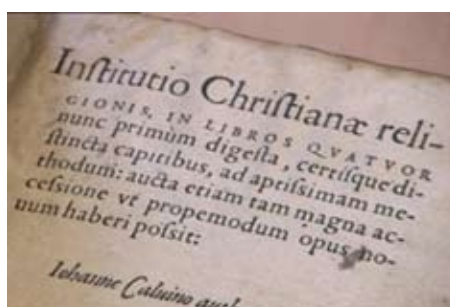 Inſtitutio Chriſtianæ reli-
GIONIS, IN LIBROS QVATVOR
nunc primùm digeſta, certíſque di-
ſtincta capitibus, ad aptiſsimam me-
thodum: aucta etiam tam magna ac-
ceſsione vt propemodum opus no-
uum haberi poſsit:
Iohanne Caluino